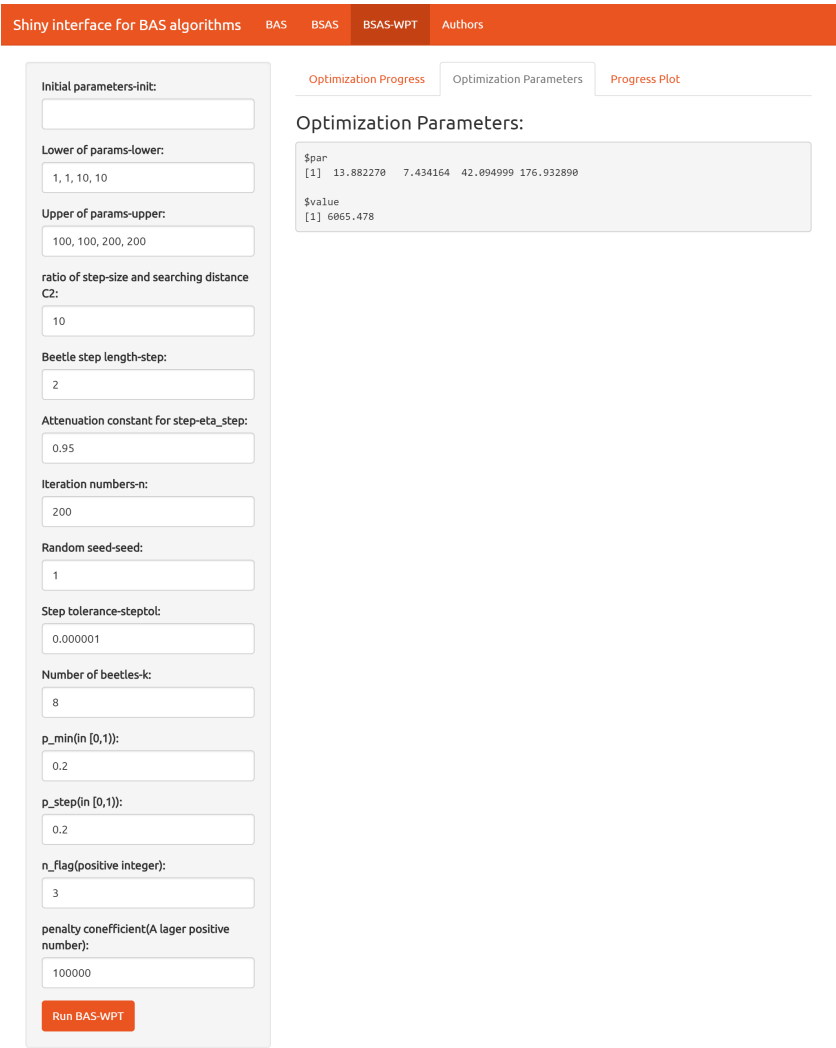 Shiny interface for BAS algorithms BAS BSAS BSAS-WPT Authors
Initial parameters-init:
Lower of params-lower:
1, 1, 10, 10
Upper of params-upper:
100, 100, 200, 200
ratio of step-size and searching distance
C2:
10
Beetle step length-step:
2
Attenuation constant for step-eta_step:
0.95
Iteration numbers-n:
200
Random seed-seed:
1
Step tolerance-steptol:
0.000001
Number of beetles-k:
8
p_min(in [0,1)):
0.2
p_step(in [0,1)):
0.2
n_flag(positive integer):
3
penalty conefficient(A lager positive
number):
100000
Run BAS-WPT
Optimization Progress Optimization Parameters Progress Plot
Optimization Parameters:
$par
[1]  13.882270   7.434164  42.094999 176.932890
$value
[1] 6065.478